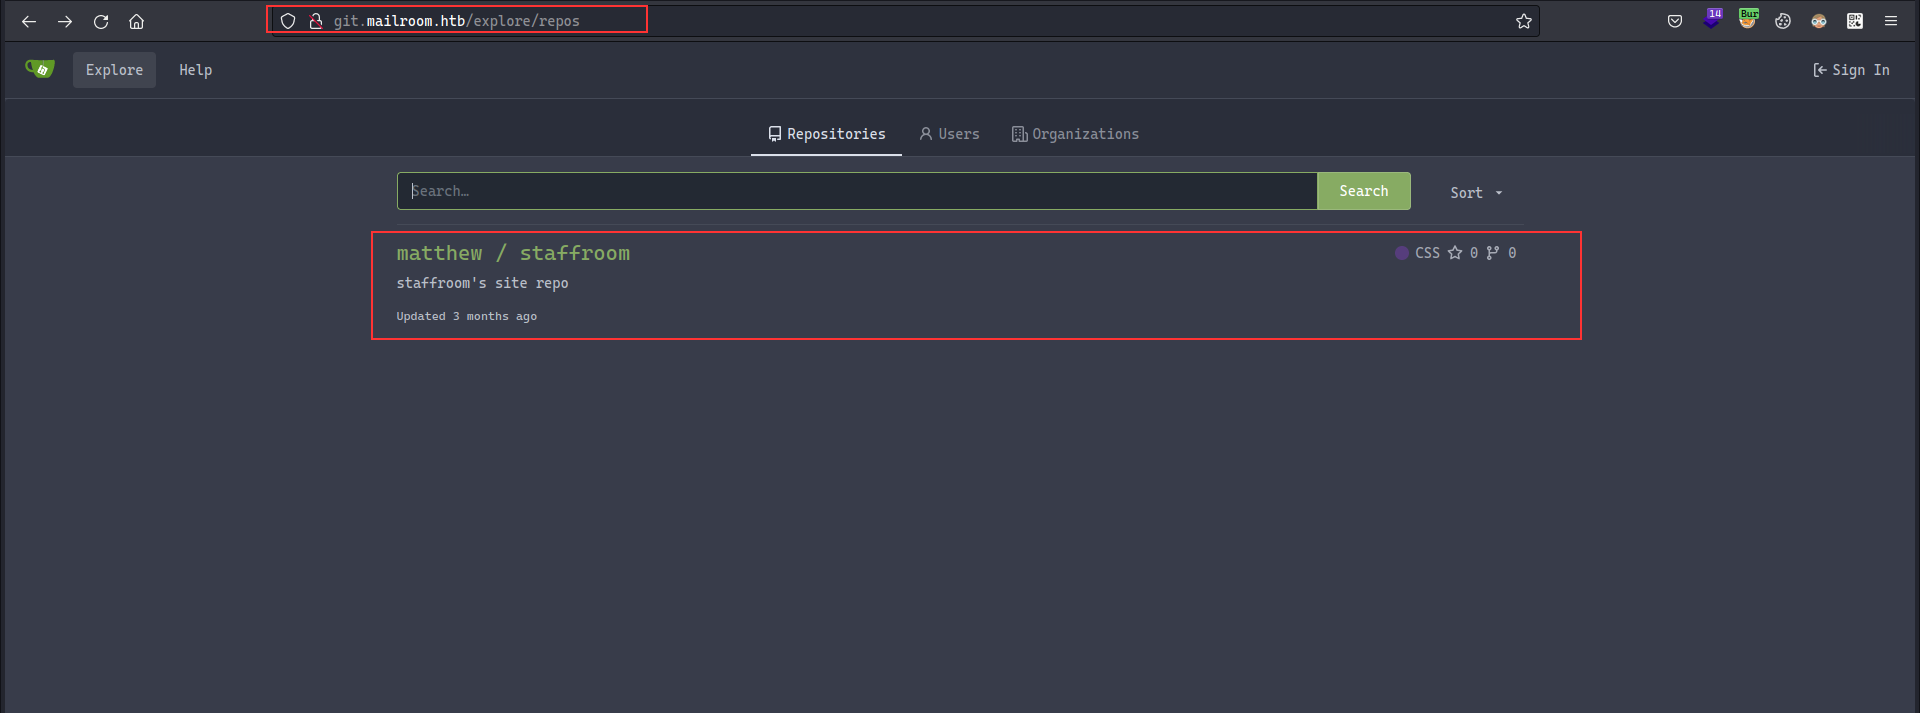 git.mailroom.htb/explore/repos
14
Bur
Explore Help
Sign In
Repositories Users Organizations
Search…
Search
Sort
matthew / staffroom
CSS 0 0
staffroom's site repo
Updated 3 months ago